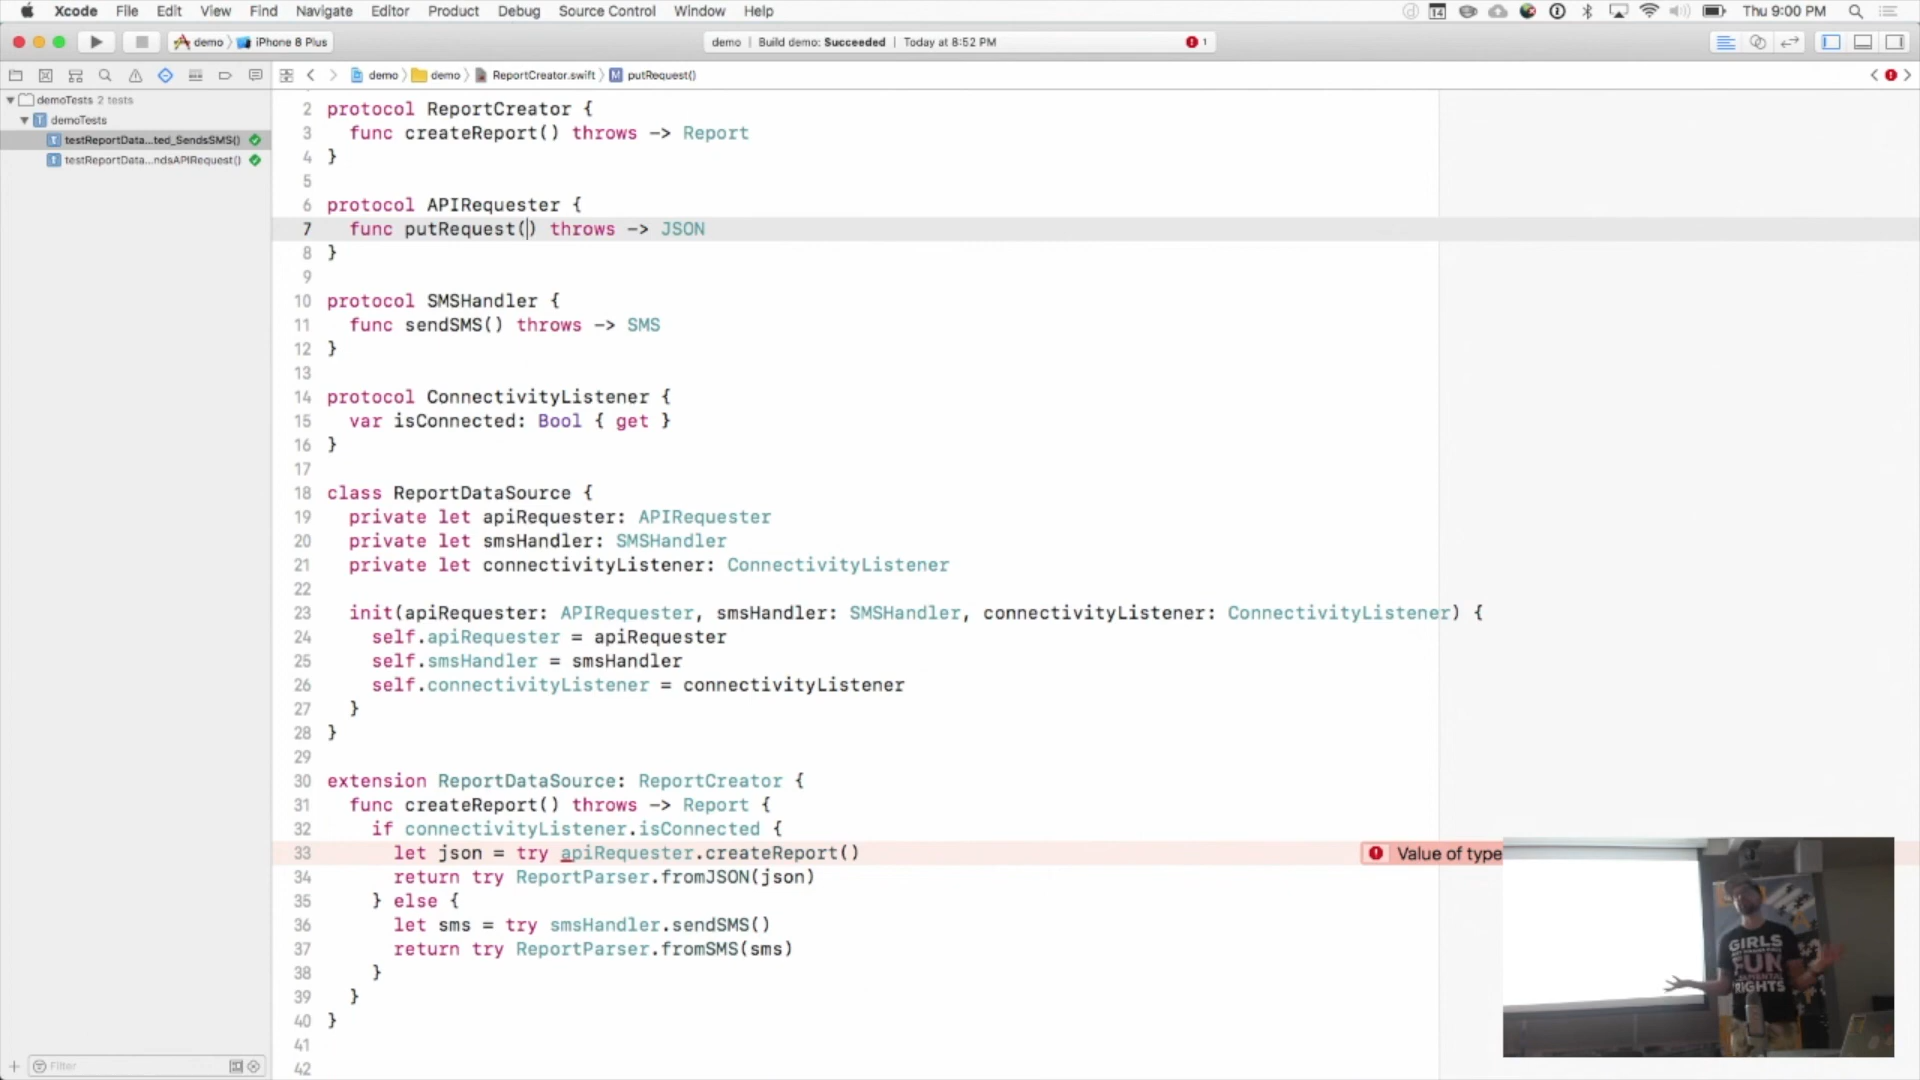 Xcode File Edit View Find Navigate Editor Product Debug Source Control Window Help
14 Thu 9:00 PM
demo 〉 iPhone 8 Plus
demo | Build demo: Succeeded | Today at 8:52 PM
1
demo 〉 demo 〉 ReportCreator.swift 〉 M putRequest()
demoTests 2 tests
demoTests
testReportData...ted_SendsSMS()
testReportData...ndsAPIRequest()
2 protocol ReportCreator {
3 func createReport() throws -> Report
4 }
5
6 protocol APIRequester {
7 func putRequest() throws -> JSON
8 }
9
10 protocol SMSHandler {
11 func sendSMS() throws -> SMS
12 }
13
14 protocol ConnectivityListener {
15 var isConnected: Bool { get }
16 }
17
18 class ReportDataSource {
19 private let apiRequester: APIRequester
20 private let smsHandler: SMSHandler
21 private let connectivityListener: ConnectivityListener
22
23 init(apiRequester: APIRequester, smsHandler: SMSHandler, connectivityListener: ConnectivityListener) {
24 self.apiRequester = apiRequester
25 self.smsHandler = smsHandler
26 self.connectivityListener = connectivityListener
27 }
28 }
29
30 extension ReportDataSource: ReportCreator {
31 func createReport() throws -> Report {
32 if connectivityListener.isConnected {
33 let json = try apiRequester.createReport()
Value of type
34 return try ReportParser.fromJSON(json)
35 } else {
36 let sms = try smsHandler.sendSMS()
37 return try ReportParser.fromSMS(sms)
38 }
39 }
40 }
41
42
Filter
GIRLS
FUN
RIGHTS